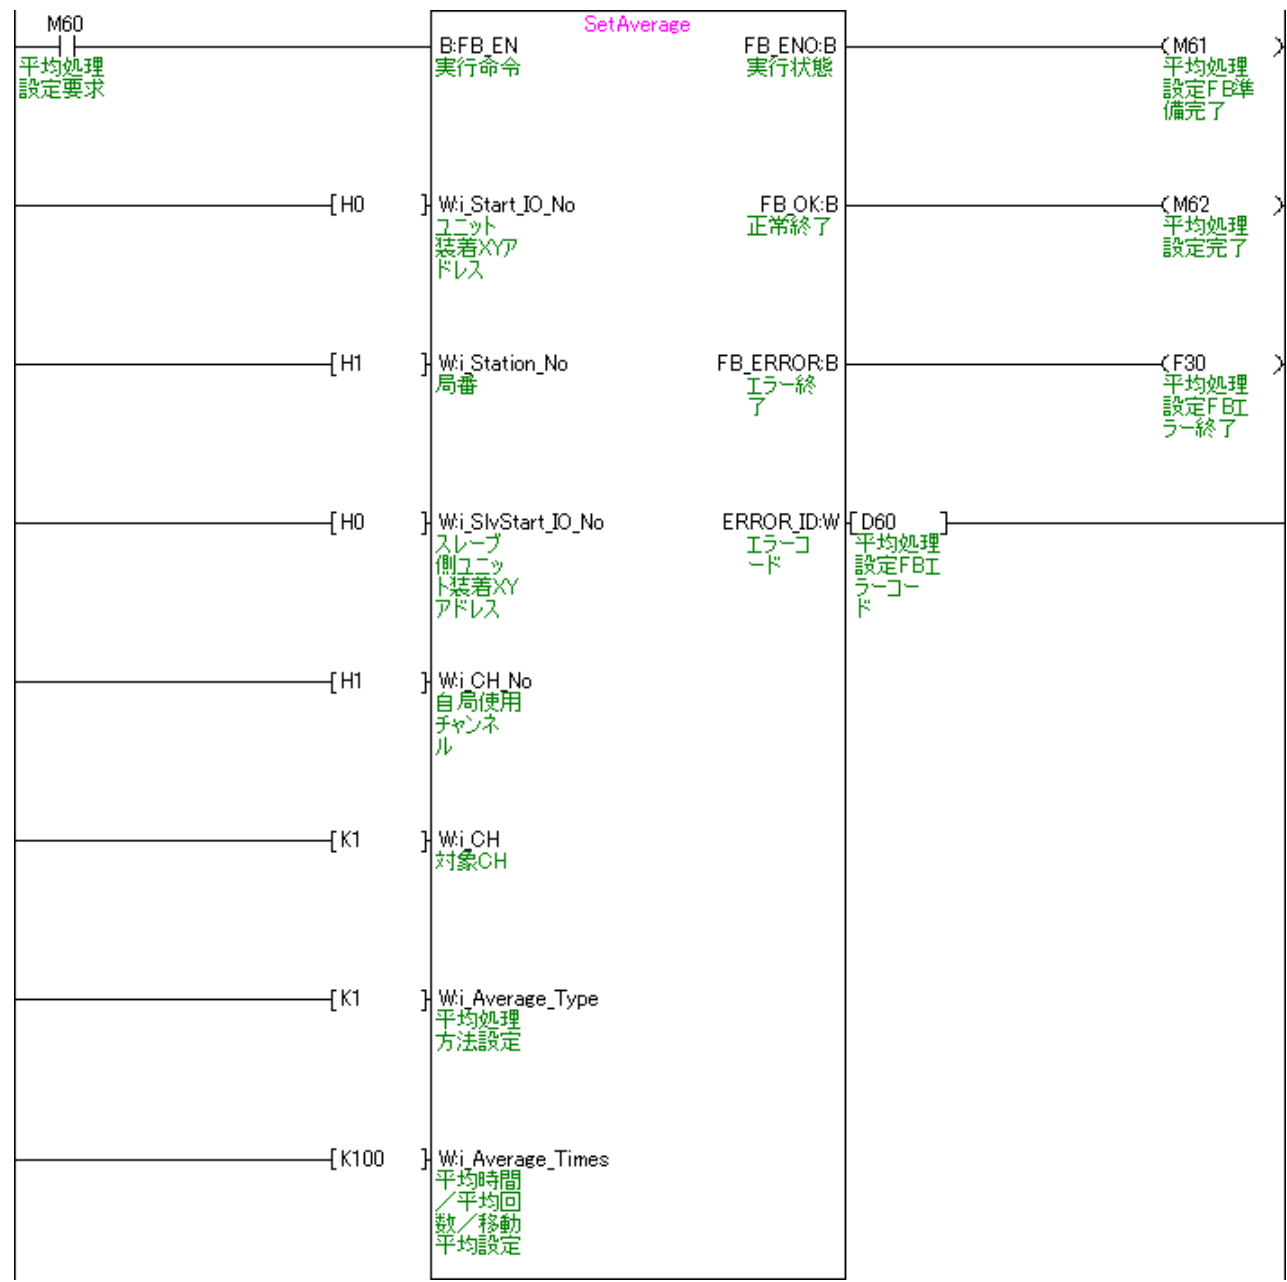 M60
SetAverage
B:FB_EN
FB_ENO:B
M61
平均処理
設定要求
実行命令
実行状態
平均処理
設定FB準
備完了
[ H0 ]
W:i_Start_IO_No
FB_OK:B
M62
ユニット
装着XYア
ドレス
正常終了
平均処理
設定完了
[ H1 ]
W:i_Station_No
FB_ERROR:B
F30
局番
エラー終
了
平均処理
設定FBエ
ラー終了
[ H0 ]
W:i_SlvStart_IO_No
ERROR_ID:W
[ D60 ]
スレーブ
側ユニッ
ト装着XY
アドレス
エラーコ
ード
平均処理
設定FBエ
ラーコー
ド
[ H1 ]
W:i_CH_No
自局使用
チャンネ
ル
[ K1 ]
W:i_CH
対象CH
[ K1 ]
W:i_Average_Type
平均処理
方法設定
[ K100 ]
W:i_Average_Times
平均時間
／平均回
数／移動
平均設定